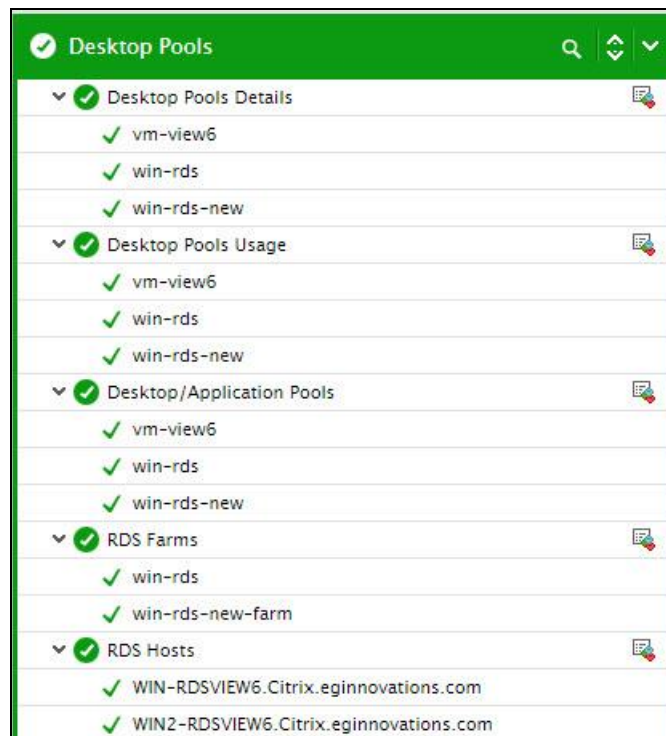 Desktop Pools
Desktop Pools Details
vm-view6
win-rds
win-rds-new
Desktop Pools Usage
vm-view6
win-rds
win-rds-new
Desktop/Application Pools
vm-view6
win-rds
win-rds-new
RDS Farms
win-rds
win-rds-new-farm
RDS Hosts
WIN-RDSVIEW6.Citrix.eginnovations.com
WIN2-RDSVIEW6.Citrix.eginnovations.com